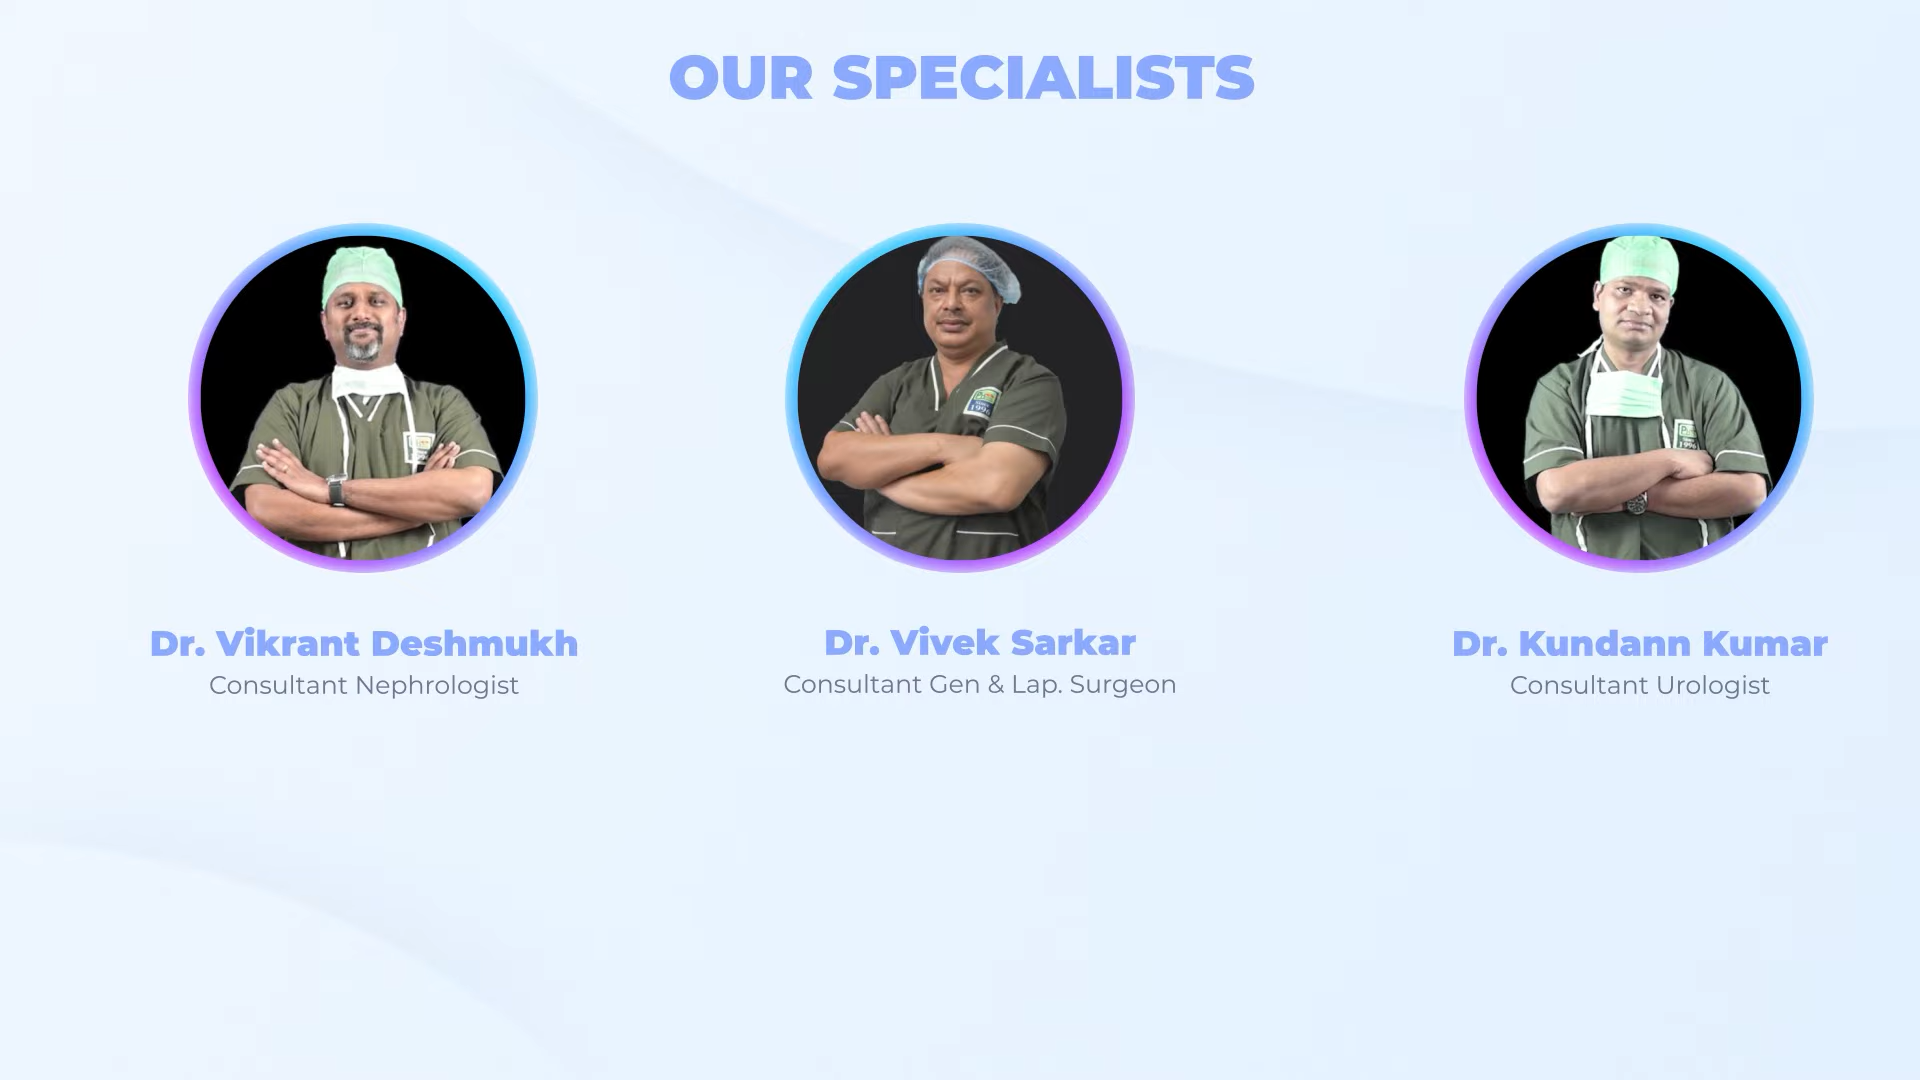 OUR SPECIALISTS
Dr. Vikrant Deshmukh
Consultant Nephrologist
Dr. Vivek Sarkar
Consultant Gen & Lap. Surgeon
Dr. Kundann Kumar
Consultant Urologist
1996